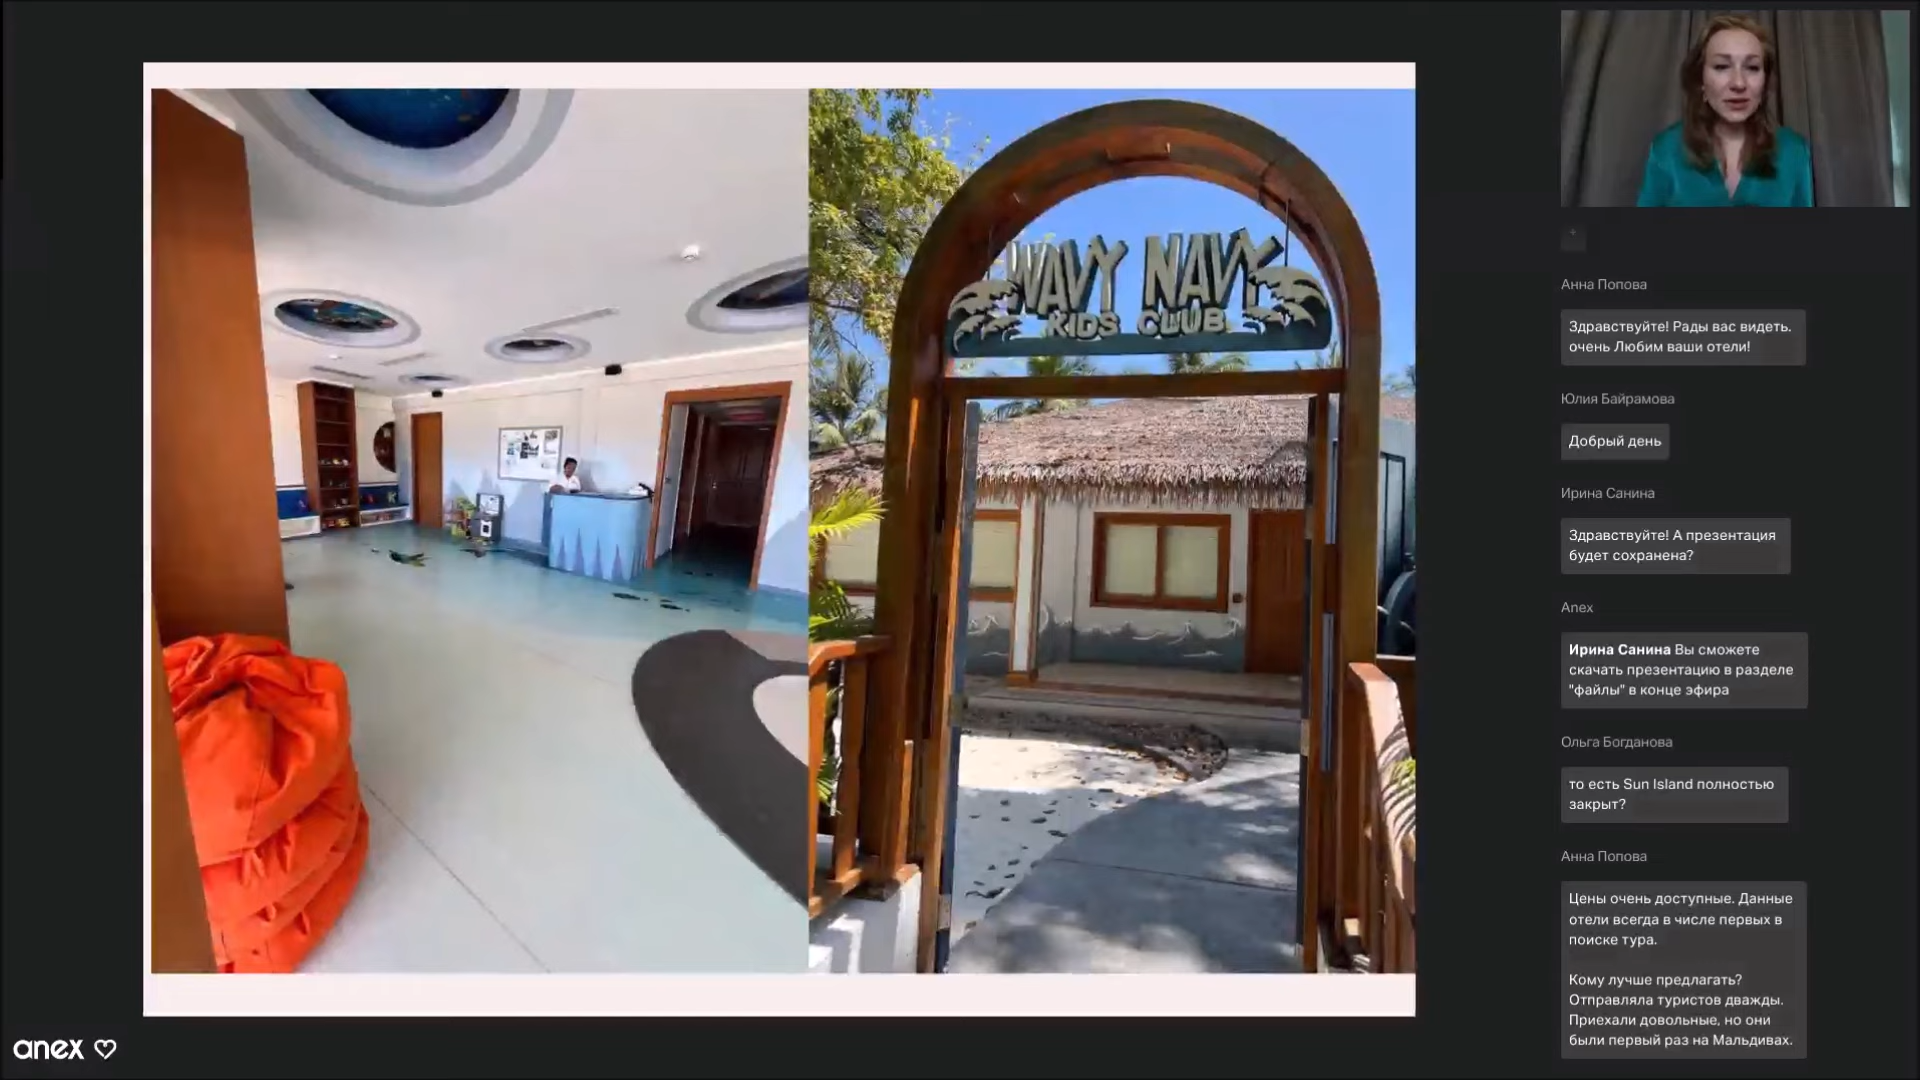 WAVY NAVY
KIDS CLUB
Анна Попова
Здравствуйте! Рады вас видеть.
очень Любим ваши отели!
Юлия Байрамова
Добрый день
Ирина Санина
Здравствуйте! А презентация
будет сохранена?
Anex
Ирина Санина Вы сможете
скачать презентацию в разделе
"файлы" в конце эфира
Ольга Богданова
то есть Sun Island полностью
закрыт?
Анна Попова
Цены очень доступные. Данные
отели всегда в числе первых в
поиске тура.
Кому лучше предлагать?
Отправляла туристов дважды.
Приехали довольные, но они
были первый раз на Мальдивах.
anex